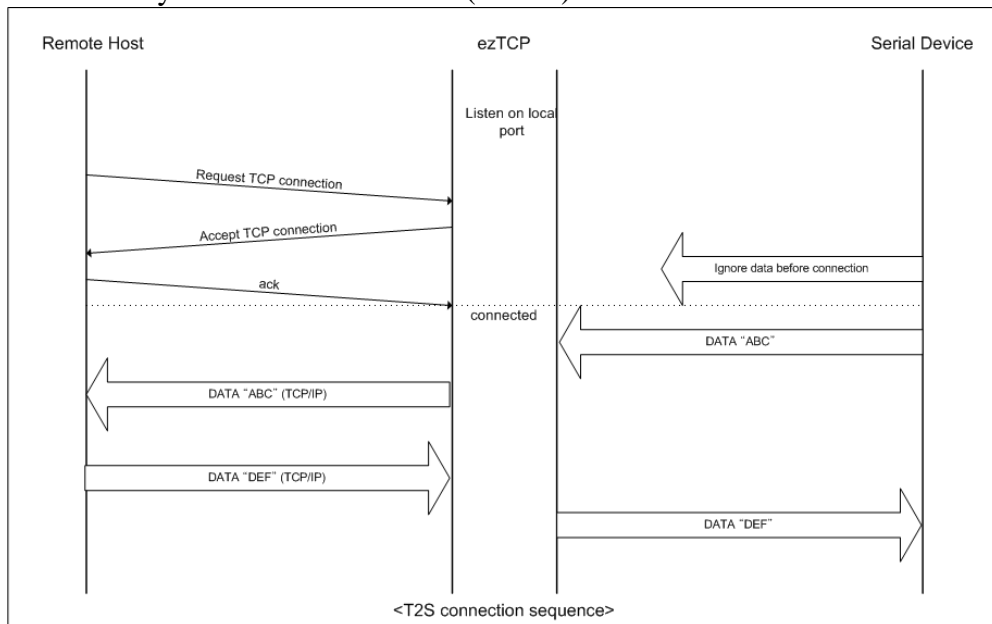 Remote Host
ezTCP
Serial Device
Listen on local
port
Request TCP connection
Accept TCP connection
Ignore data before connection
ack
connected
DATA “ABC”
DATA “ABC” (TCP/IP)
DATA “DEF” (TCP/IP)
DATA “DEF”
<T2S connection sequence>